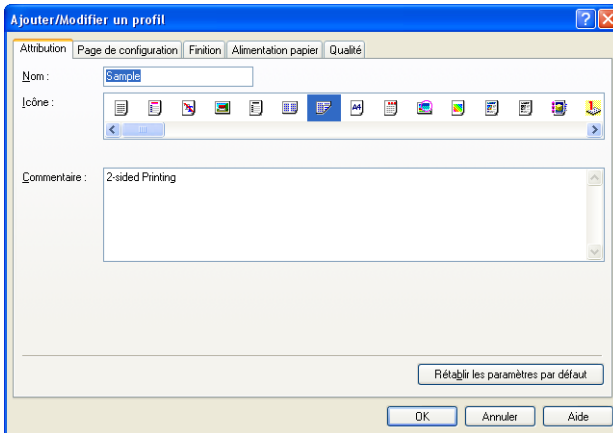 Ajouter/Modifier un profil
Attribution Page de configuration Finition Alimentation papier Qualité
Nom : Sample
Icône :
A4
Commentaire : 2-sided Printing
Rétablir les paramètres par défaut
OK Annuler Aide